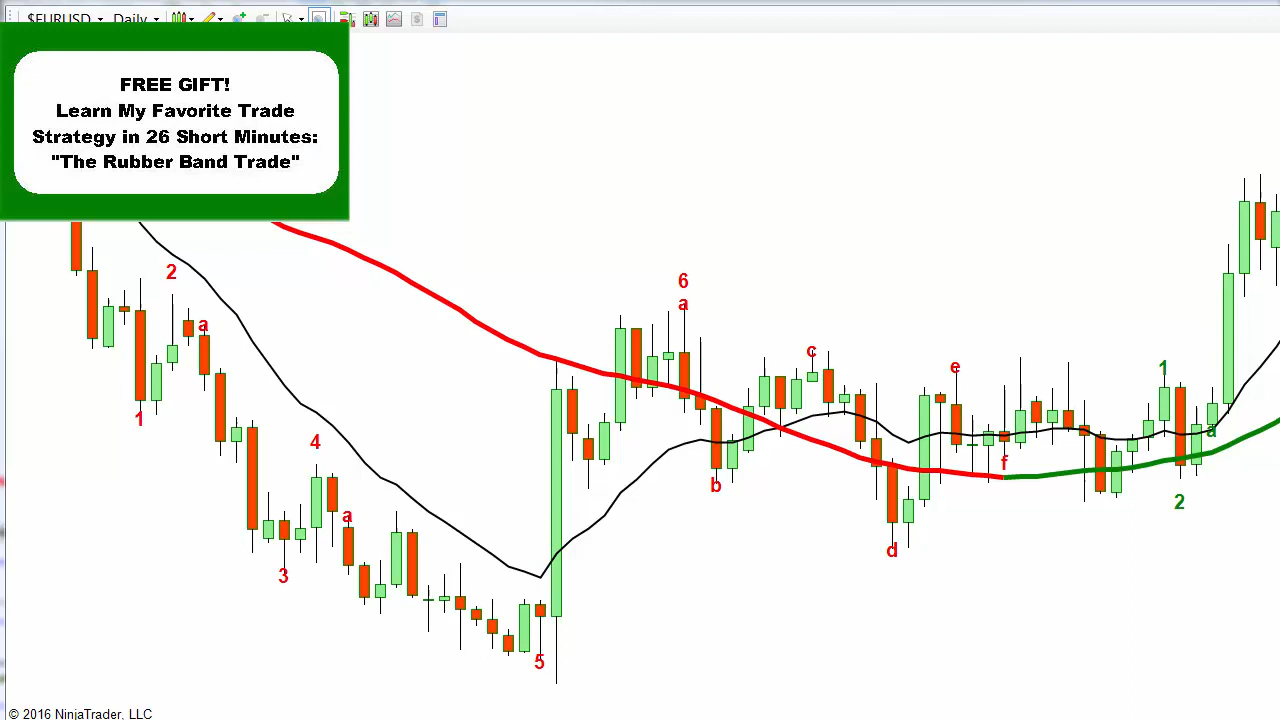 $EURUSD Daily
FREE GIFT!
Learn My Favorite Trade
Strategy in 26 Short Minutes:
"The Rubber Band Trade"
2
a
1
4
a
3
5
6
a
b
c
d
e
f
1
a
2
© 2016 NinjaTrader, LLC